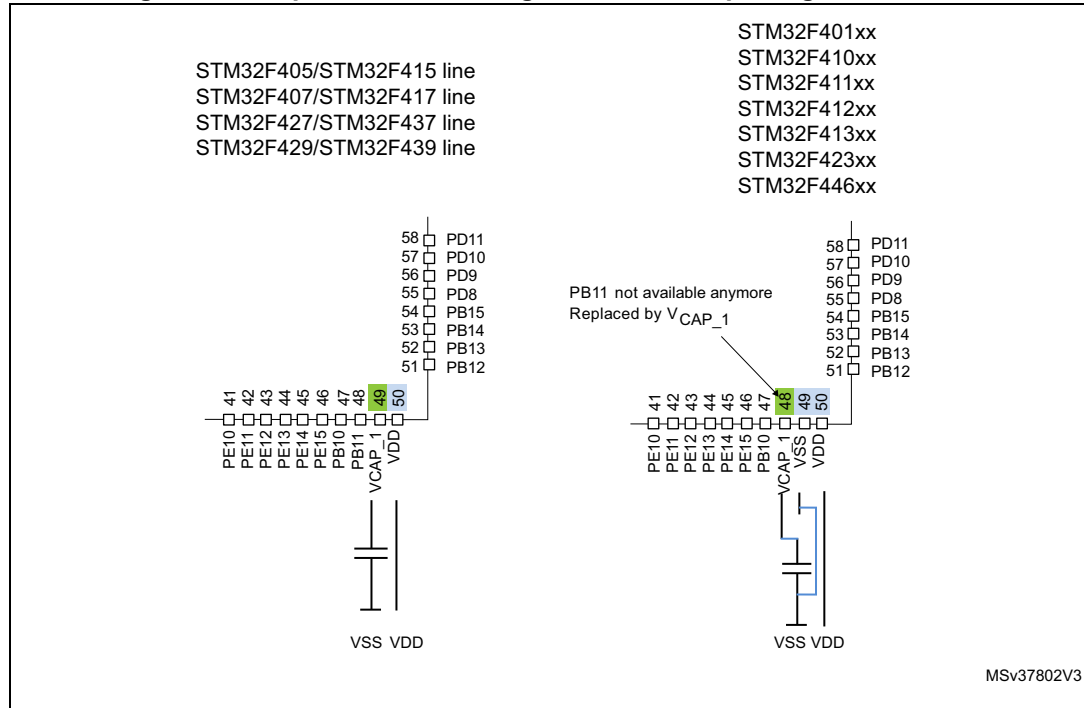 STM32F405/STM32F415 line
STM32F407/STM32F417 line
STM32F427/STM32F437 line
STM32F429/STM32F439 line
58 PD11
57 PD10
56 PD9
55 PD8
54 PB15
53 PB14
52 PB13
51 PB12
41 42 43 44 45 46 47 48 49 50
PE10 PE11 PE12 PE13 PE14 PE15 PB10 PB11 VCAP_1 VDD
VSS VDD
STM32F401xx
STM32F410xx
STM32F411xx
STM32F412xx
STM32F413xx
STM32F423xx
STM32F446xx
PB11 not available anymore
Replaced by VCAP_1
58 PD11
57 PD10
56 PD9
55 PD8
54 PB15
53 PB14
52 PB13
51 PB12
41 42 43 44 45 46 47 48 49 50
PE10 PE11 PE12 PE13 PE14 PE15 PB10 VCAP_1 VSS VDD
VSS VDD
MSv37802V3